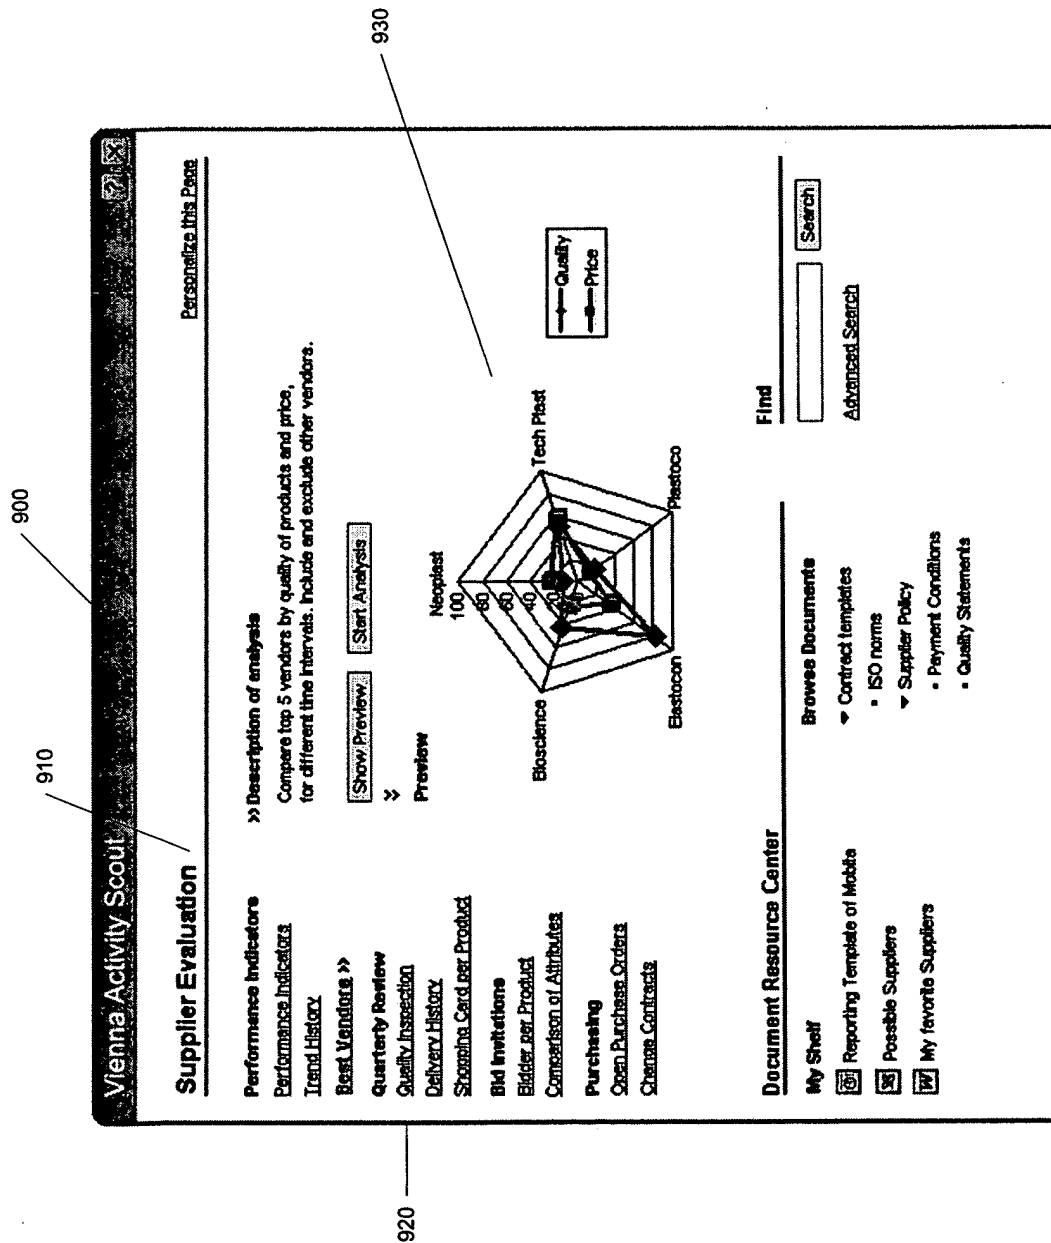 900
910
920
930
Vienna Activity Scout
? X
Supplier Evaluation
Personalize this Page
Performance Indicators
Performance Indicators
Trend History
Best Vendors >>
Quarterly Review
Quality Inspection
Delivery History
Shopping Card per Product
Bid Invitations
Bidder per Product
Comparison of Attributes
Purchasing
Open Purchase Orders
Change Contracts
>> Description of analysis
Compare top 5 vendors by quality of products and price,
for different time intervals. Include and exclude other vendors.
Show Preview
Start Analysis
Preview
Neoplast
100
80
60
40
Tech Plast
Plastoco
Elastocon
Bioscience
Quality
Price
Document Resource Center
My Shelf
Reporting Template of Mobita
Possible Suppliers
W My favorite Suppliers
Browse Documents
Contract templates
ISO norms
Supplier Policy
Payment Conditions
Quality Statements
Find
Search
Advanced Search